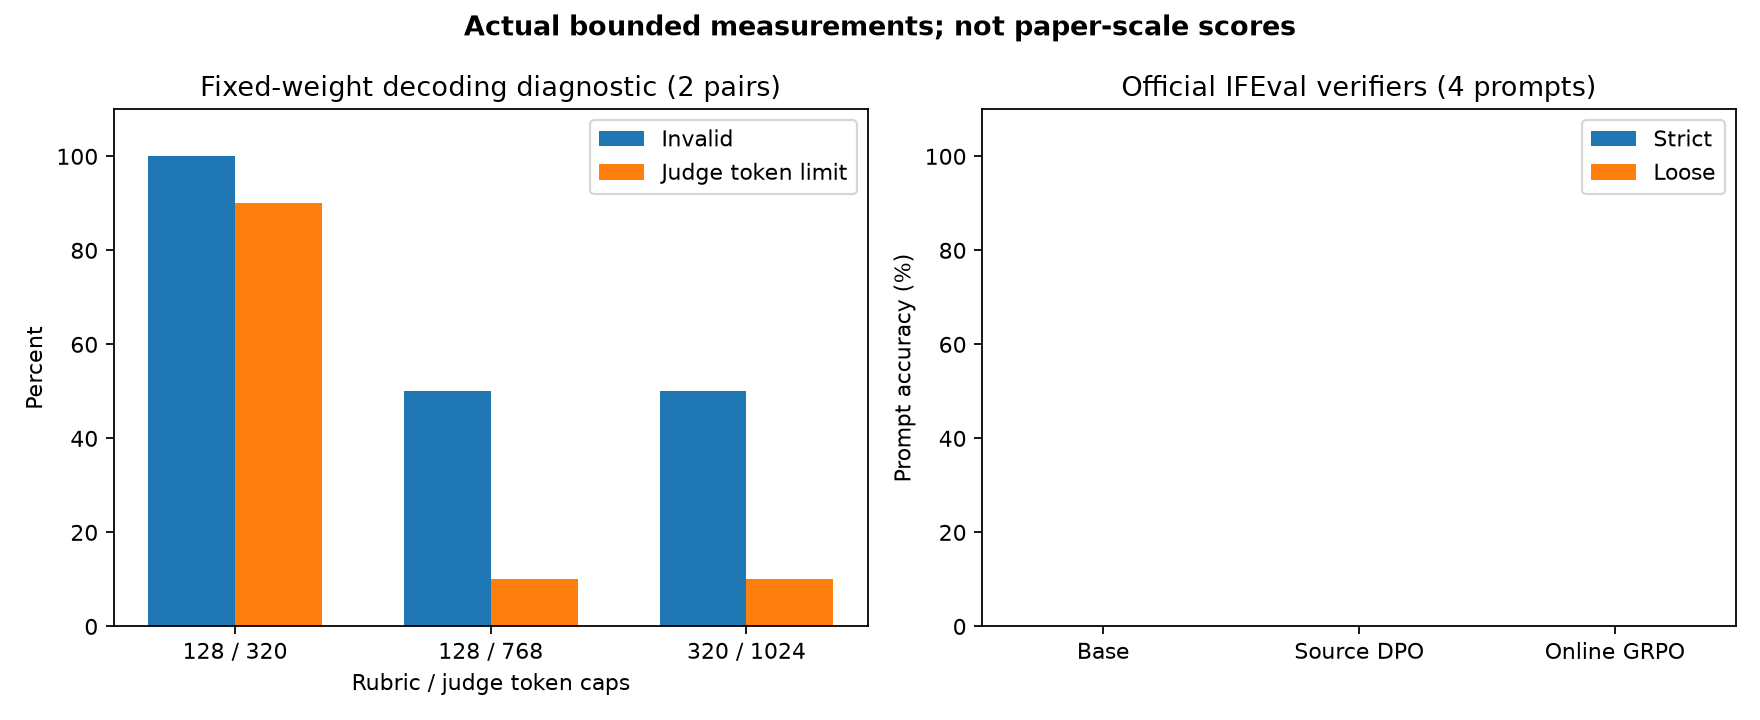 Actual bounded measurements; not paper-scale scores
Fixed-weight decoding diagnostic (2 pairs)
Invalid
Judge token limit
Percent
100
80
60
40
20
0
128 / 320
128 / 768
320 / 1024
Rubric / judge token caps
Official IFEval verifiers (4 prompts)
Strict
Loose
Prompt accuracy (%)
100
80
60
40
20
0
Base
Source DPO
Online GRPO